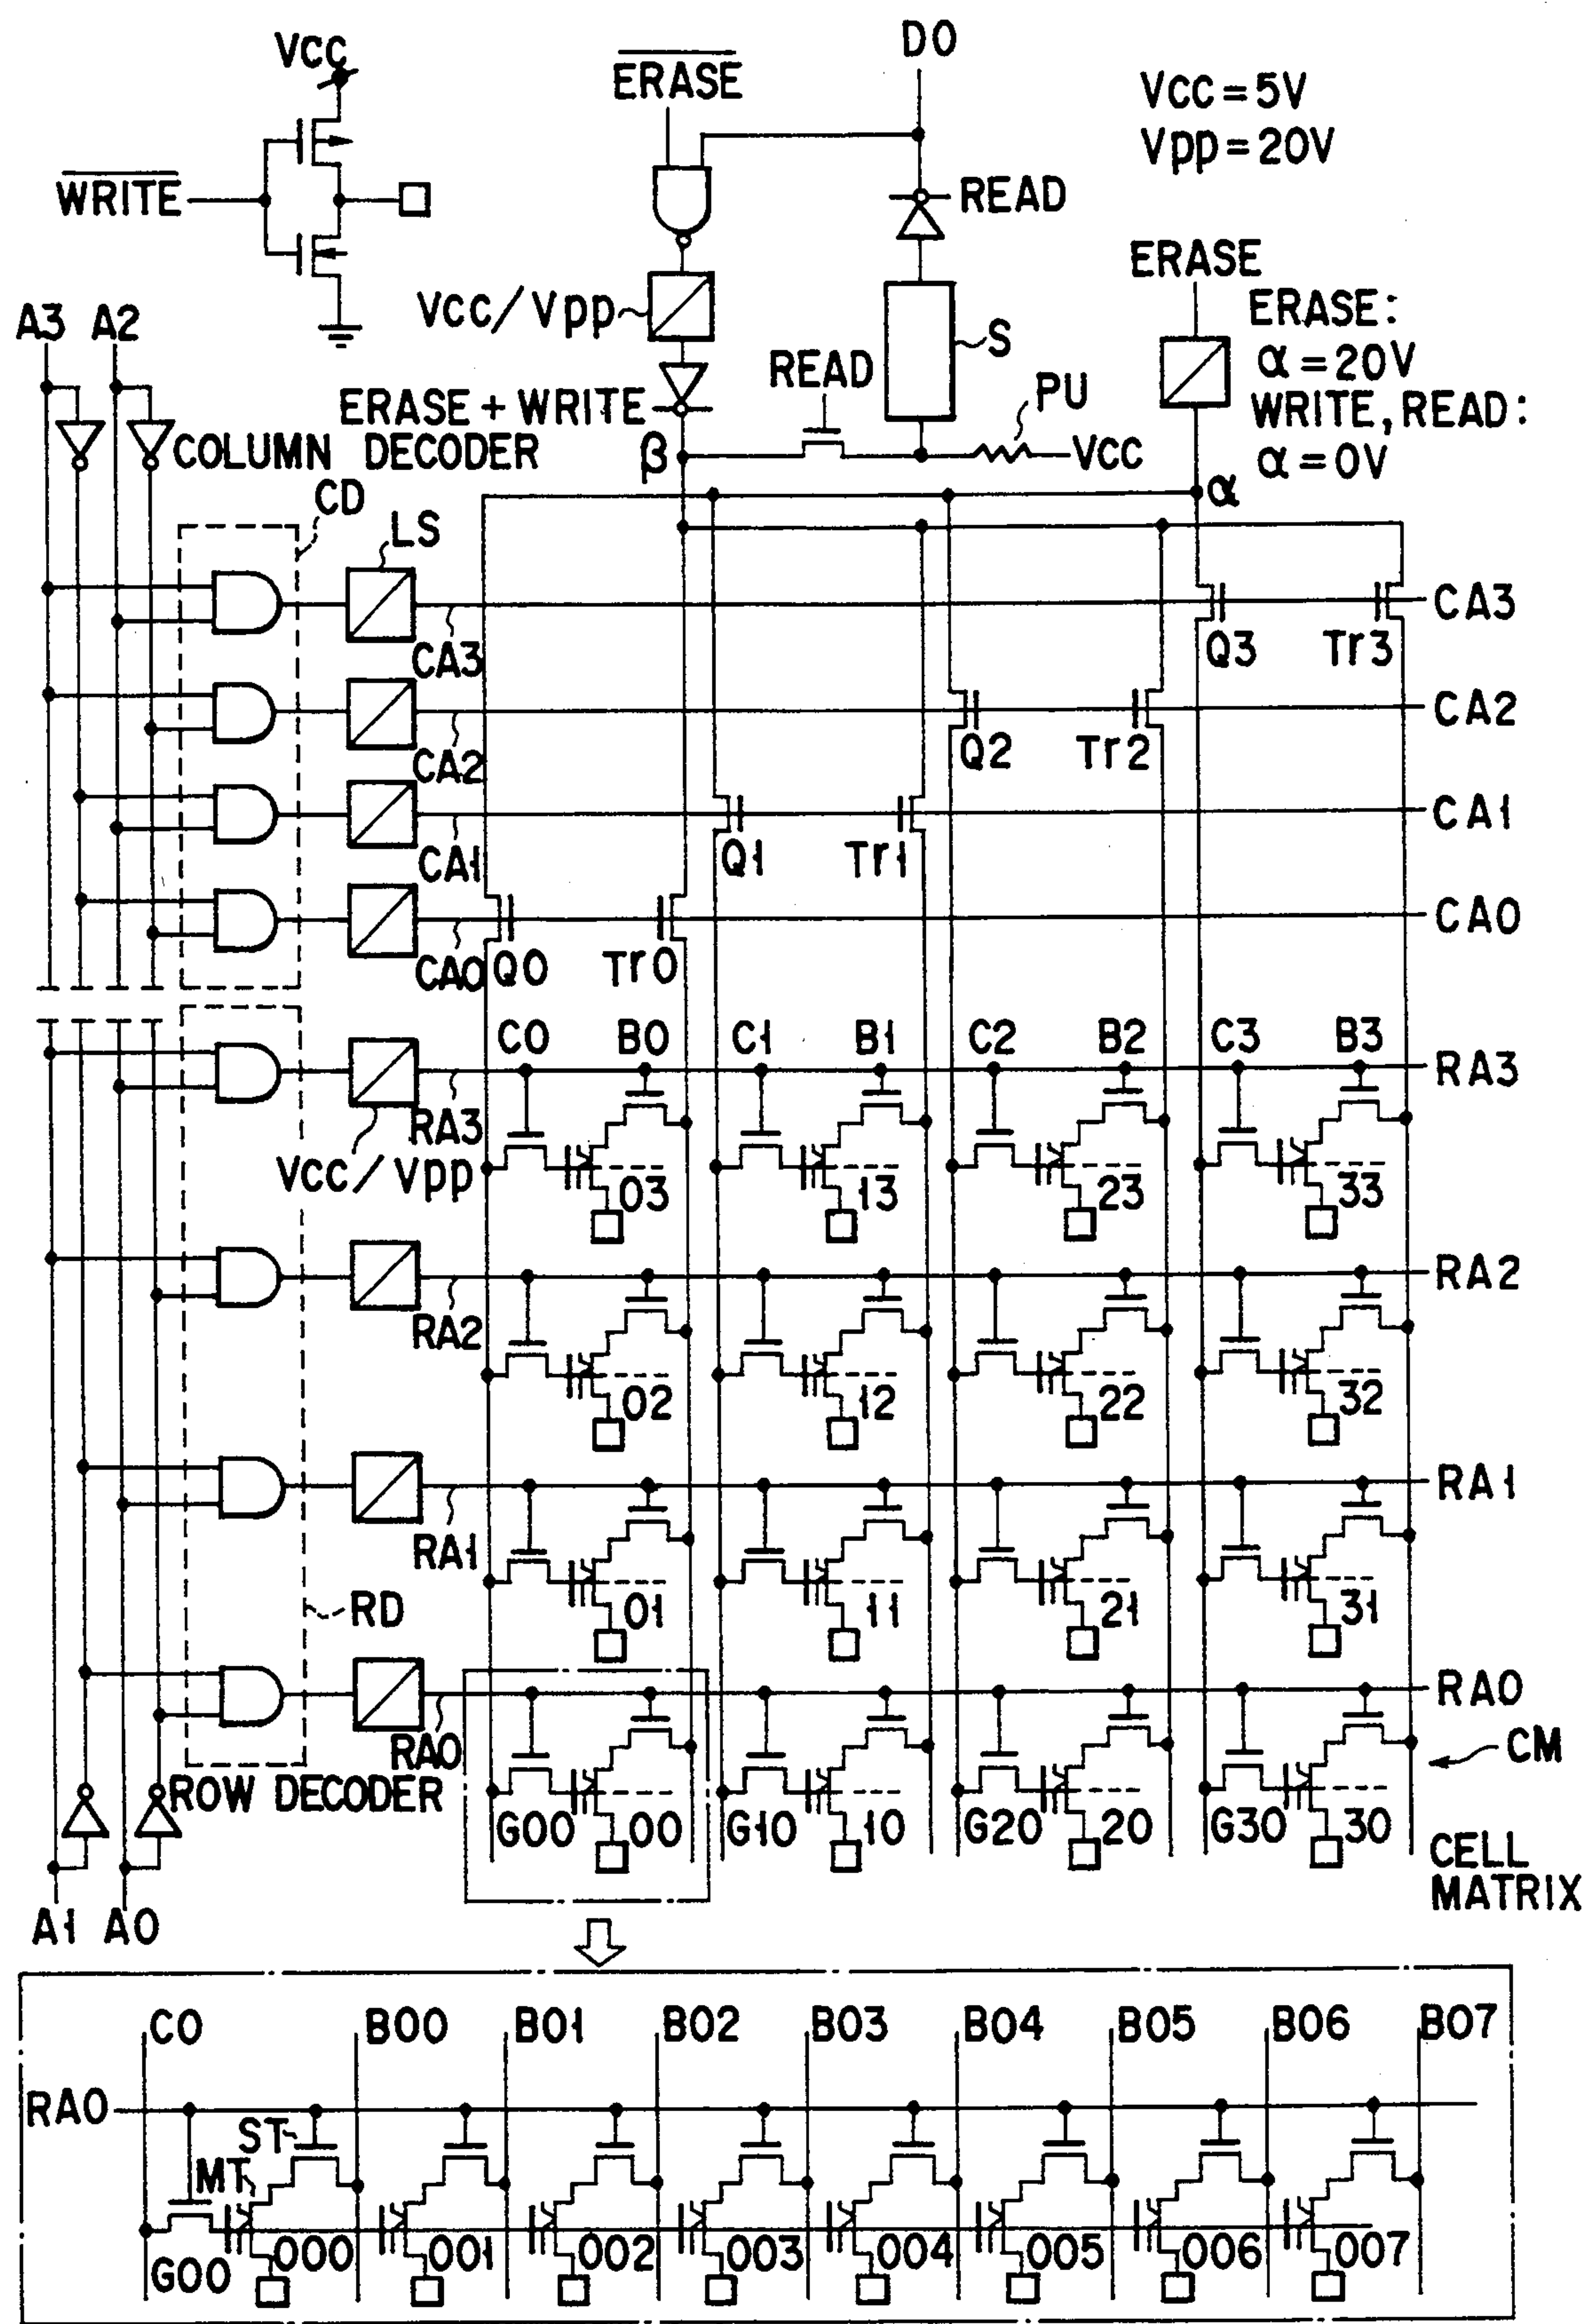 VCC
WRITE
ERASE
DO
VCC = 5V
Vpp = 20V
READ
ERASE
ERASE:
α = 20V
WRITE, READ:
α = 0V
VCC/Vpp
S
READ
PU
VCC
ERASE + WRITE
β
α
A3 A2
COLUMN DECODER
CD
LS
CA3
Q3 Tr3
CA3
CA2
Q2 Tr2
CA2
CA1
Q1 Tr1
CA1
CA0
Q0 Tr0
CA0
C0 B0 C1 B1 C2 B2 C3 B3
RA3
RA3
VCC/Vpp
03 13 23 33
RA2
RA2
02 12 22 32
RA1
RA1
01 11 21 31
RD
RA0
RA0
ROW DECODER
G00 00 G10 10 G20 20 G30 30
CM
CELL
MATRIX
A1 A0
C0 B00 B01 B02 B03 B04 B05 B06 B07
RA0
ST
MT
G00 000 001 002 003 004 005 006 007